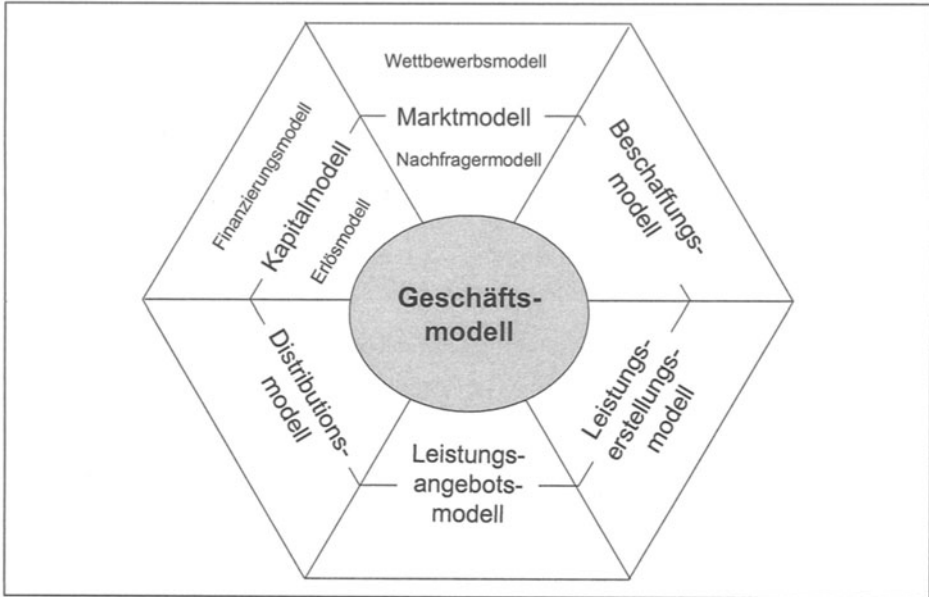 Wettbewerbsmodell
Marktmodell
Nachfragermodell
Beschaffungs-
modell
Leistungs-
erstellungs-
modell
Leistungs-
angebots-
modell
Distributions-
modell
Finanzierungsmodell
Kapitalmodell
Erlösmodell
Geschäfts-
modell